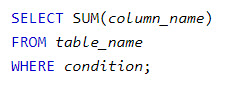 SELECT SUM(column_name)
FROM table_name
WHERE condition;